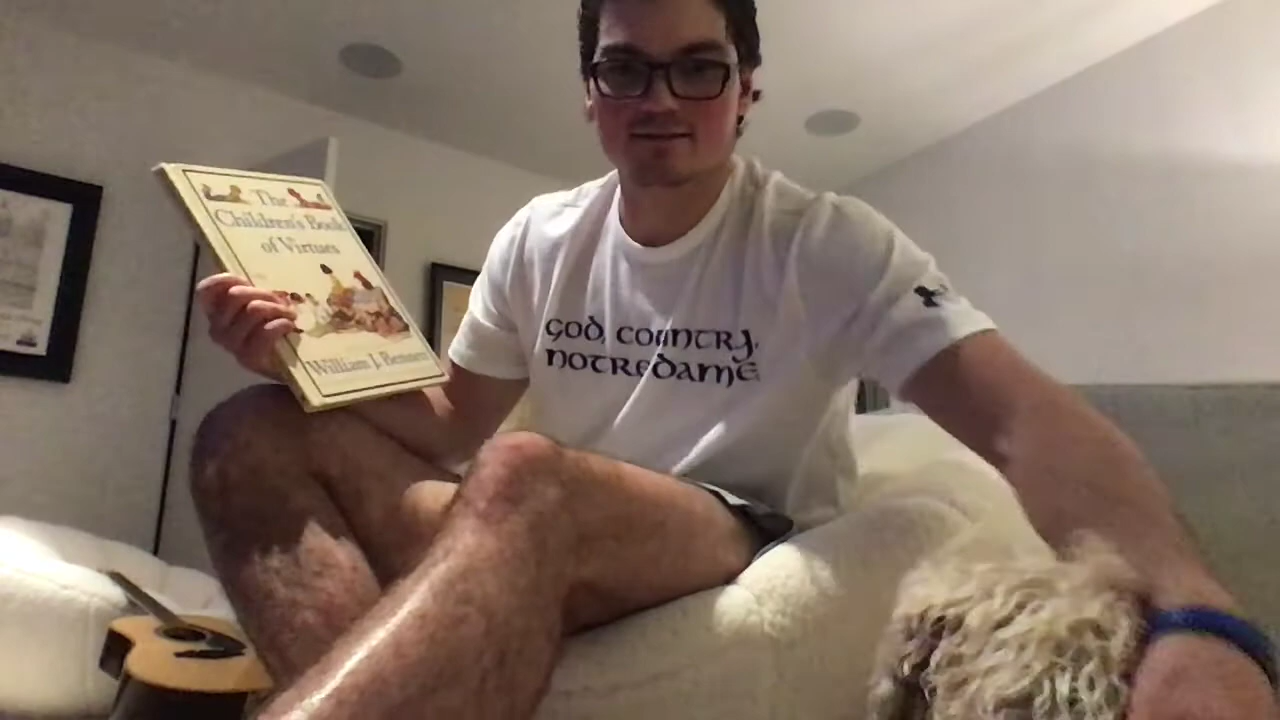 The
Children's Book
of Virtues
William J. Bennett
GOD, COUNTRY,
NOTRE DAME